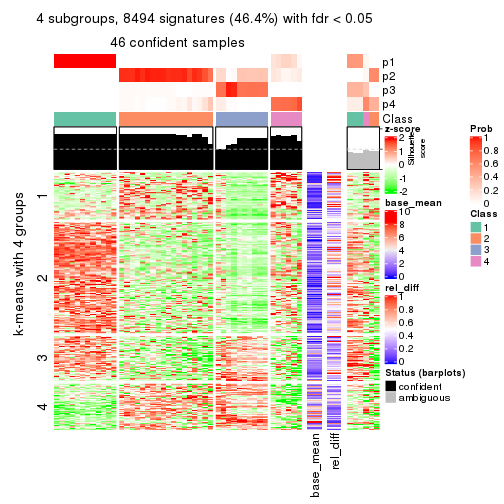 4 subgroups, 8494 signatures (46.4%) with fdr < 0.05
46 confident samples
p1
p2
p3
p4
Class
Silhouette
score
k-means with 4 groups
1
2
3
4
base_mean
rel_diff
z-score
2
1
0
-1
-2
base_mean
10
8
6
4
2
0
rel_diff
1
0.8
0.6
0.4
0.2
0
Status (barplots)
confident
ambiguous
Prob
1
0.8
0.6
0.4
0.2
0
Class
1
2
3
4